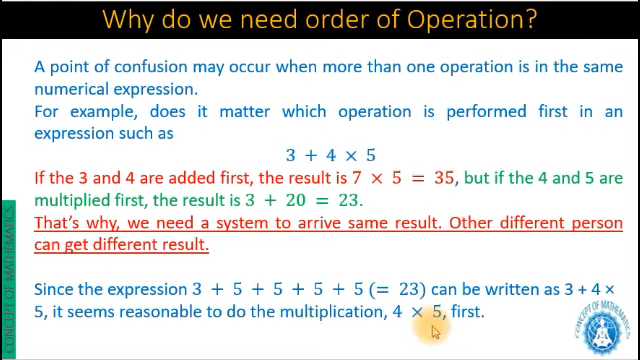 Why do we need order of Operation?
A point of confusion may occur when more than one operation is in the same
numerical expression.
For example, does it matter which operation is performed first in an
expression such as
3 + 4 × 5
If the 3 and 4 are added first, the result is 7 × 5 = 35, but if the 4 and 5 are
multiplied first, the result is 3 + 20 = 23.
That's why, we need a system to arrive same result. Other different person
can get different result.
Since the expression 3 + 5 + 5 + 5 + 5 (= 23) can be written as 3 + 4 ×
5, it seems reasonable to do the multiplication, 4 × 5, first.
CONCEPT OF MATHEMATICS